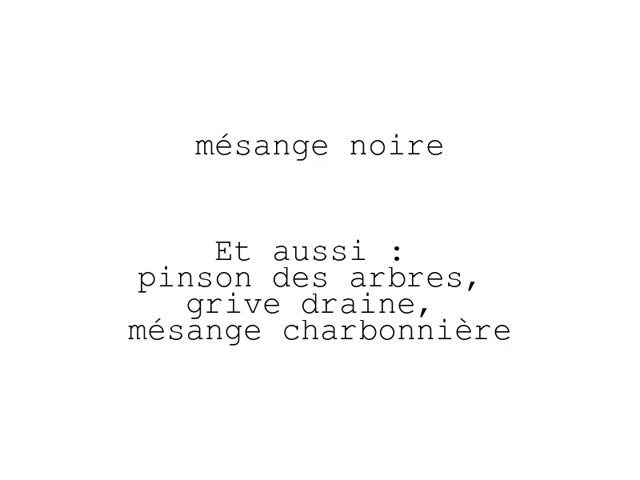 mésange noire
Et aussi :
pinson des arbres,
grive draine,
mésange charbonnière